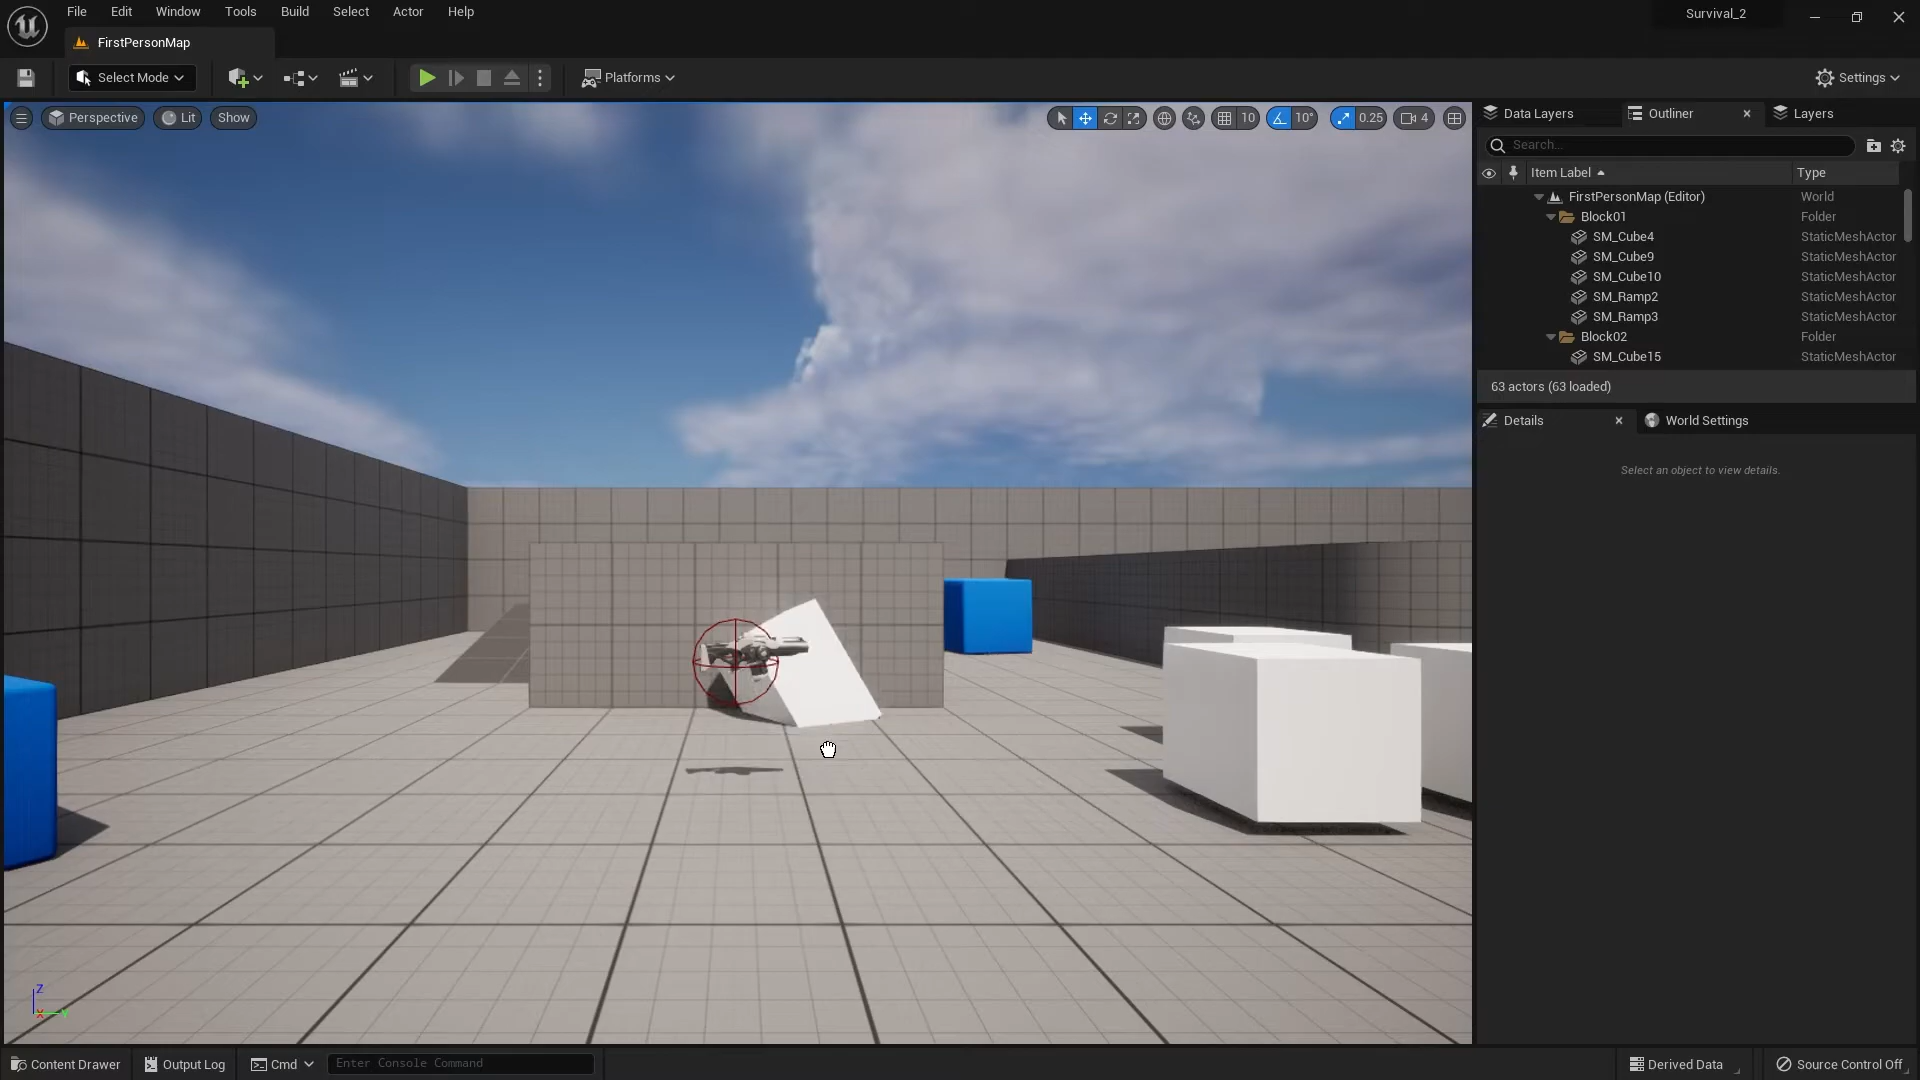 File Edit Window Tools Build Select Actor Help
Survival_2
FirstPersonMap
Select Mode
Platforms
Settings
Perspective Lit Show
10 10° 0.25 4
Data Layers Outliner Layers
Search...
Item Label Type
FirstPersonMap (Editor) World
Block01 Folder
SM_Cube4 StaticMeshActor
SM_Cube9 StaticMeshActor
SM_Cube10 StaticMeshActor
SM_Ramp2 StaticMeshActor
SM_Ramp3 StaticMeshActor
Block02 Folder
SM_Cube15 StaticMeshActor
63 actors (63 loaded)
Details World Settings
Select an object to view details.
Z
X Y
Content Drawer Output Log Cmd Enter Console Command Derived Data Source Control Off